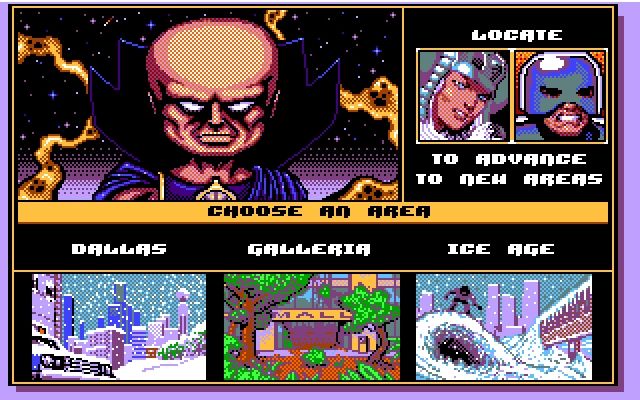 LOCATE
TO ADVANCE
TO NEW AREAS
CHOOSE AN AREA
DALLAS GALLERIA ICE AGE
MALL